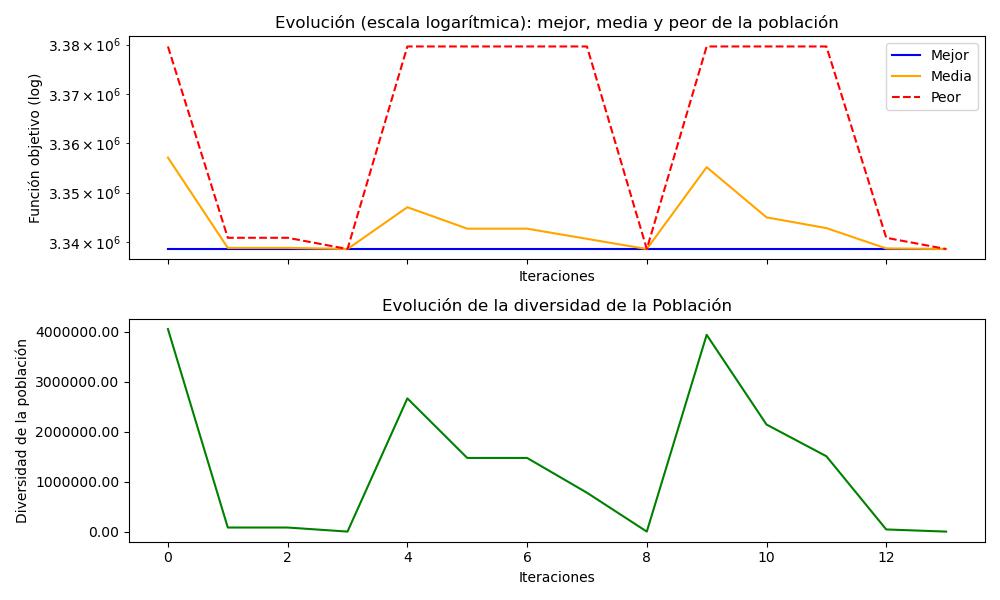 Evolución (escala logarítmica): mejor, media y peor de la población
Función objetivo (log)
3.38 × 10⁶
3.37 × 10⁶
3.36 × 10⁶
3.35 × 10⁶
3.34 × 10⁶
Mejor
Media
Peor
Iteraciones
Evolución de la diversidad de la Población
Diversidad de la población
4000000.00
3000000.00
2000000.00
1000000.00
0.00
0 2 4 6 8 10 12
Iteraciones